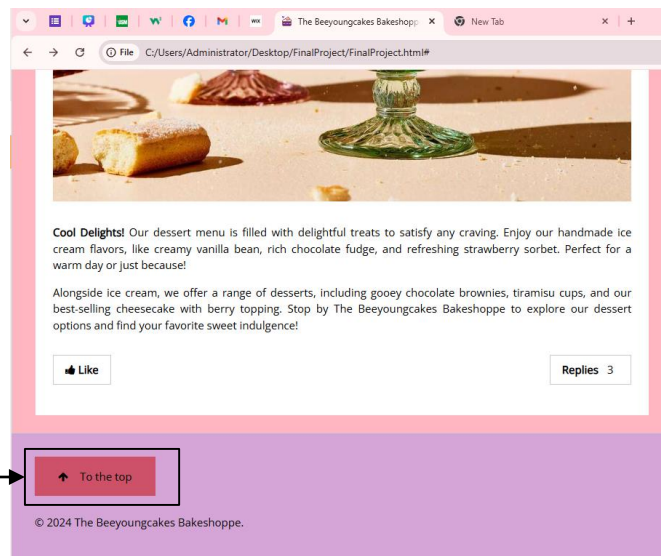 UGM
WIX
The Beeyoungcakes Bakeshopp
New Tab
File C:/Users/Administrator/Desktop/FinalProject/FinalProject.html#
Cool Delights! Our dessert menu is filled with delightful treats to satisfy any craving. Enjoy our handmade ice
cream flavors, like creamy vanilla bean, rich chocolate fudge, and refreshing strawberry sorbet. Perfect for a
warm day or just because!
Alongside ice cream, we offer a range of desserts, including gooey chocolate brownies, tiramisu cups, and our
best-selling cheesecake with berry topping. Stop by The Beeyoungcakes Bakeshoppe to explore our dessert
options and find your favorite sweet indulgence!
Like
Replies 3
To the top
© 2024 The Beeyoungcakes Bakeshoppe.